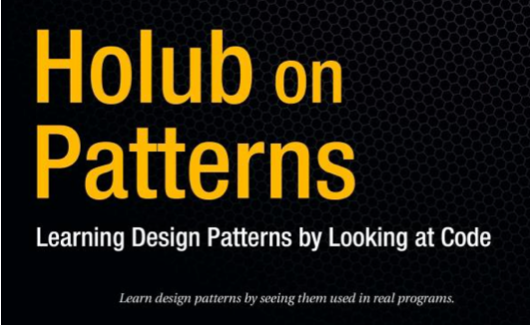 Holub on
Patterns
Learning Design Patterns by Looking at Code
Learn design patterns by seeing them used in real programs.